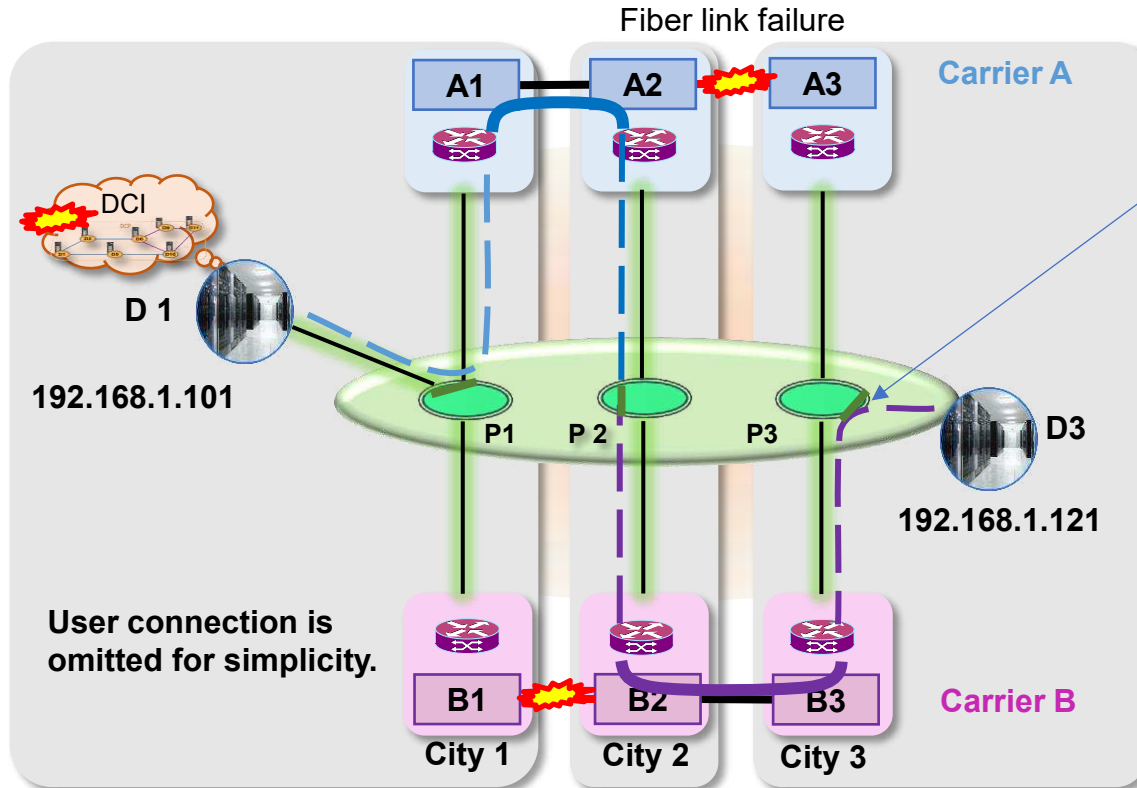 Fiber link failure
A1
A2
A3
Carrier A
DCI
D 1
192.168.1.101
P1
P 2
P3
D3
192.168.1.121
User connection is
omitted for simplicity.
B1
B2
B3
Carrier B
City 1
City 2
City 3